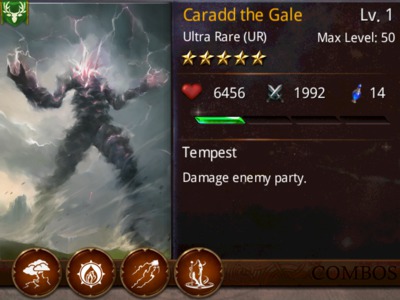 Caradd the Gale Lv. 1
Ultra Rare (UR) Max Level: 50
6456 1992 14
Tempest
Damage enemy party.
COMBOS